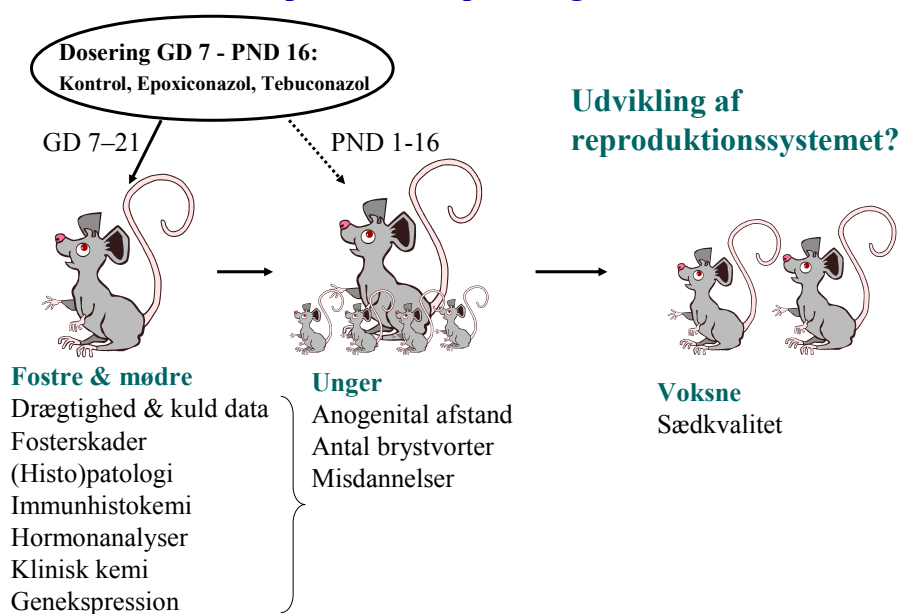 Dosering GD 7 - PND 16:
Kontrol, Epoxiconazol, Tebuconazol
GD 7–21
PND 1-16
Udvikling af
reproduktionssystemet?
Fostre & mødre
Drægtighed & kuld data
Fosterskader
(Histo)patologi
Immunhistokemi
Hormonanalyser
Klinisk kemi
Genekspression
Unger
Anogenital afstand
Antal brystvorter
Misdannelser
Voksne
Sædkvalitet